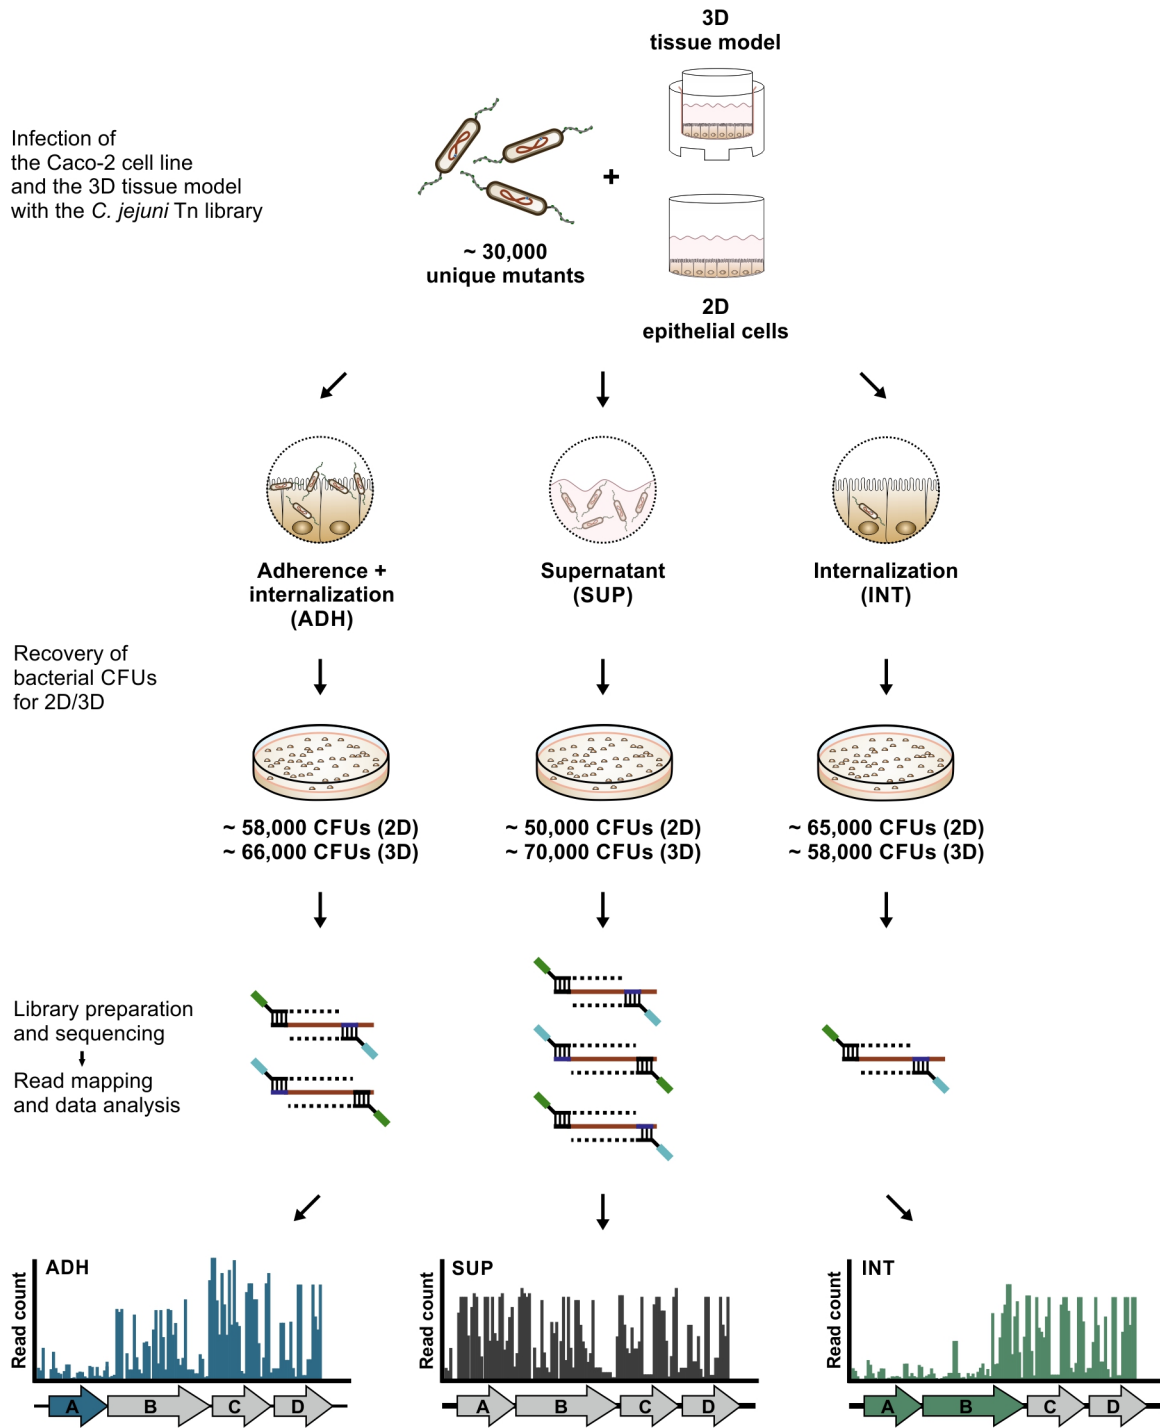 3D
tissue model
Infection of
the Caco-2 cell line
and the 3D tissue model
with the C. jejuni Tn library
+
~ 30,000
unique mutants
2D
epithelial cells
Adherence +
internalization
(ADH)
Supernatant
(SUP)
Internalization
(INT)
Recovery of
bacterial CFUs
for 2D/3D
~ 58,000 CFUs (2D)
~ 66,000 CFUs (3D)
~ 50,000 CFUs (2D)
~ 70,000 CFUs (3D)
~ 65,000 CFUs (2D)
~ 58,000 CFUs (3D)
Library preparation
and sequencing
Read mapping
and data analysis
ADH
Read count
A B C D
SUP
Read count
A B C D
INT
Read count
A B C D